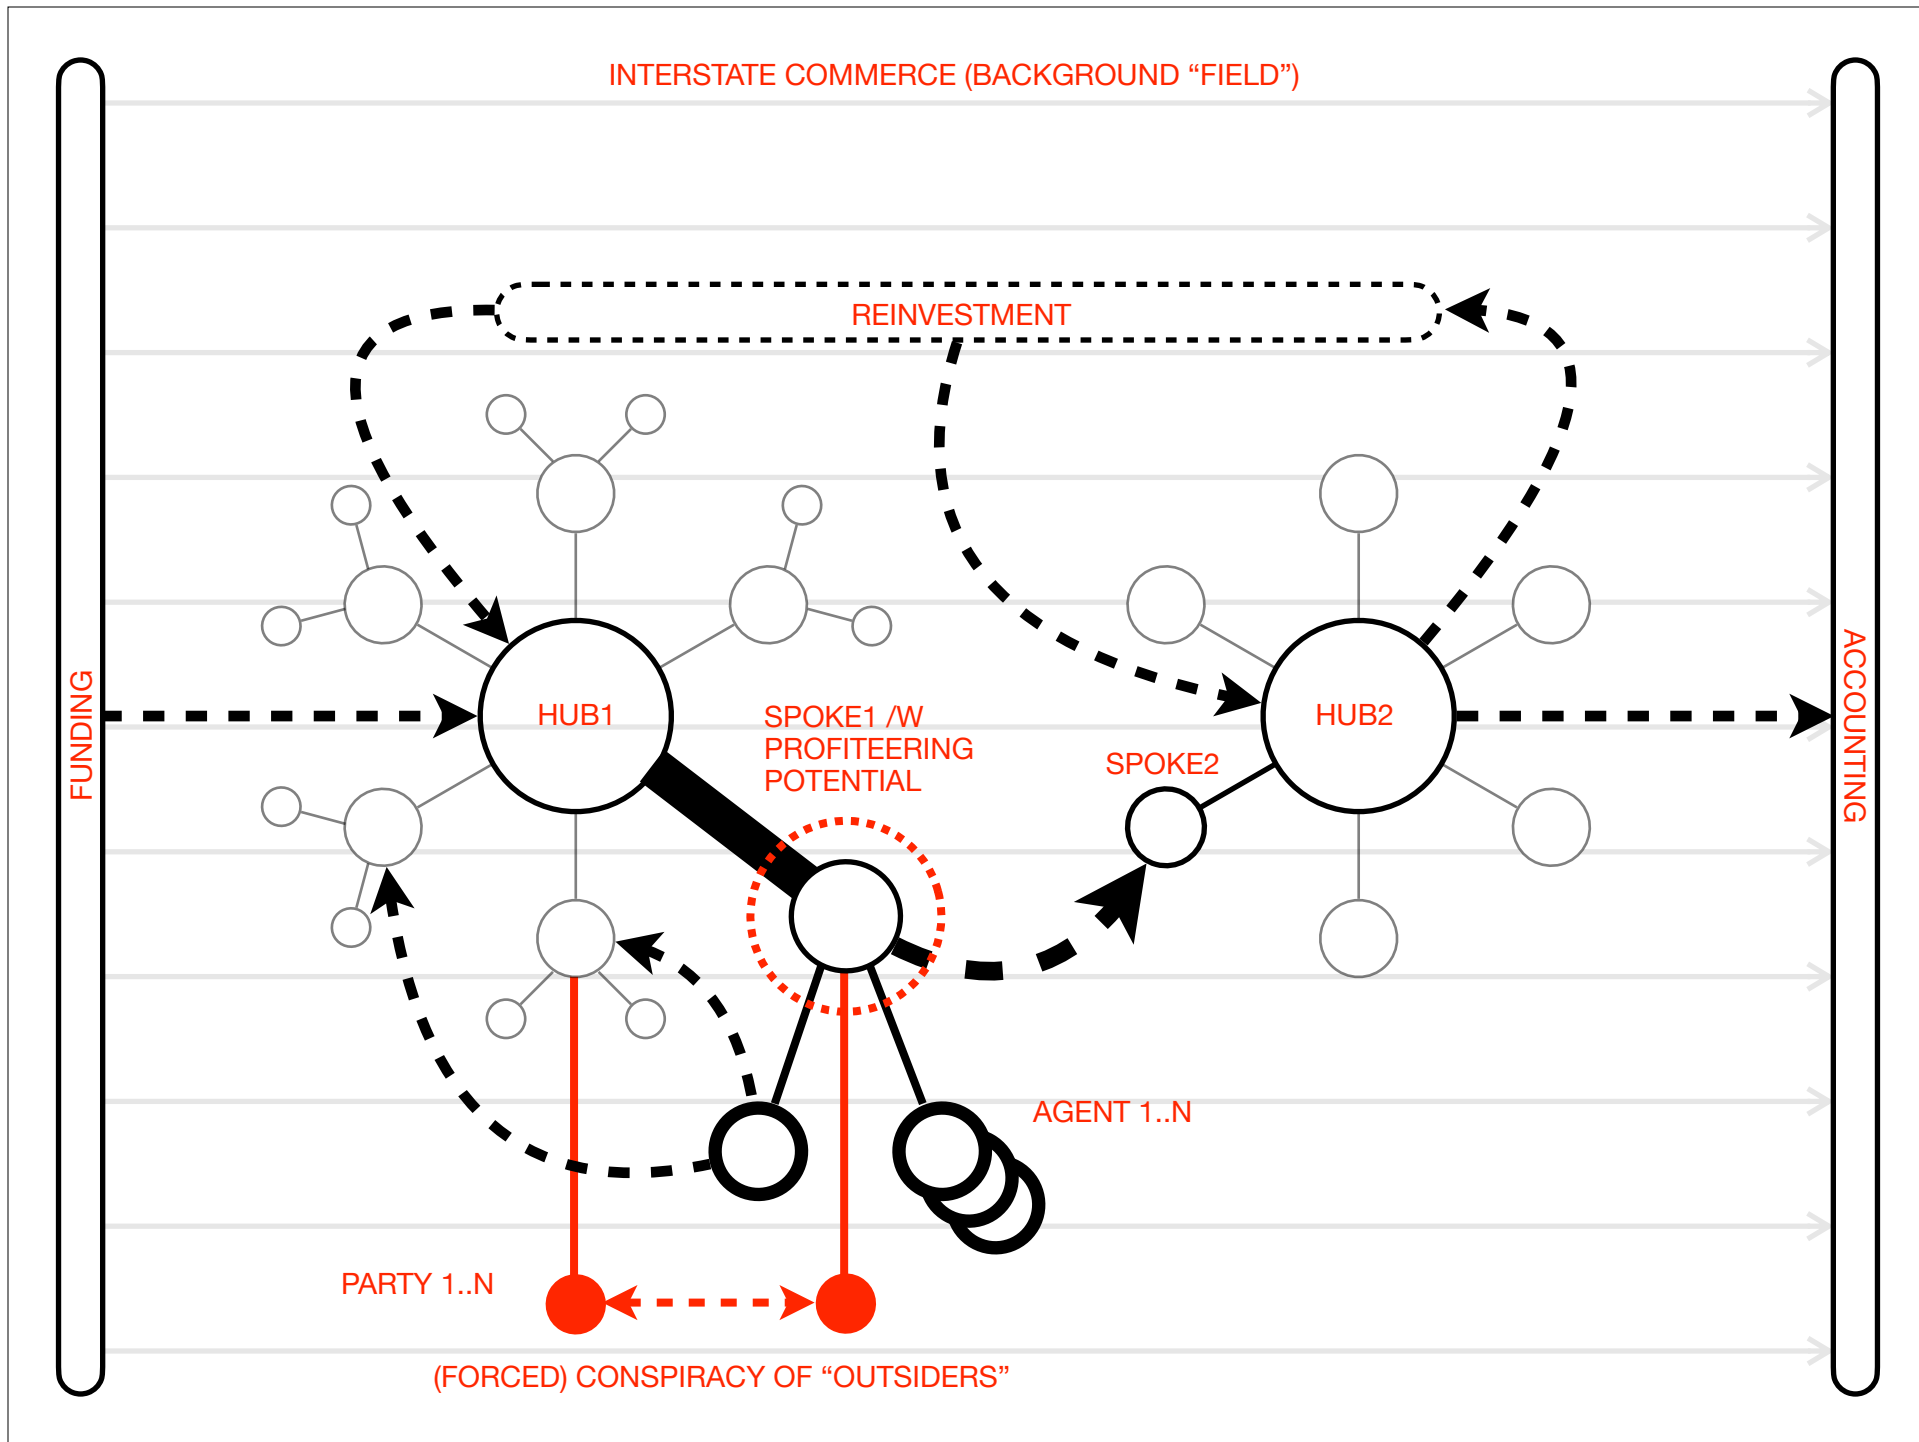 INTERSTATE COMMERCE (BACKGROUND “FIELD”)
REINVESTMENT
FUNDING
HUB1
SPOKE1 /W
PROFITEERING
POTENTIAL
SPOKE2
HUB2
ACCOUNTING
AGENT 1..N
PARTY 1..N
(FORCED) CONSPIRACY OF “OUTSIDERS”